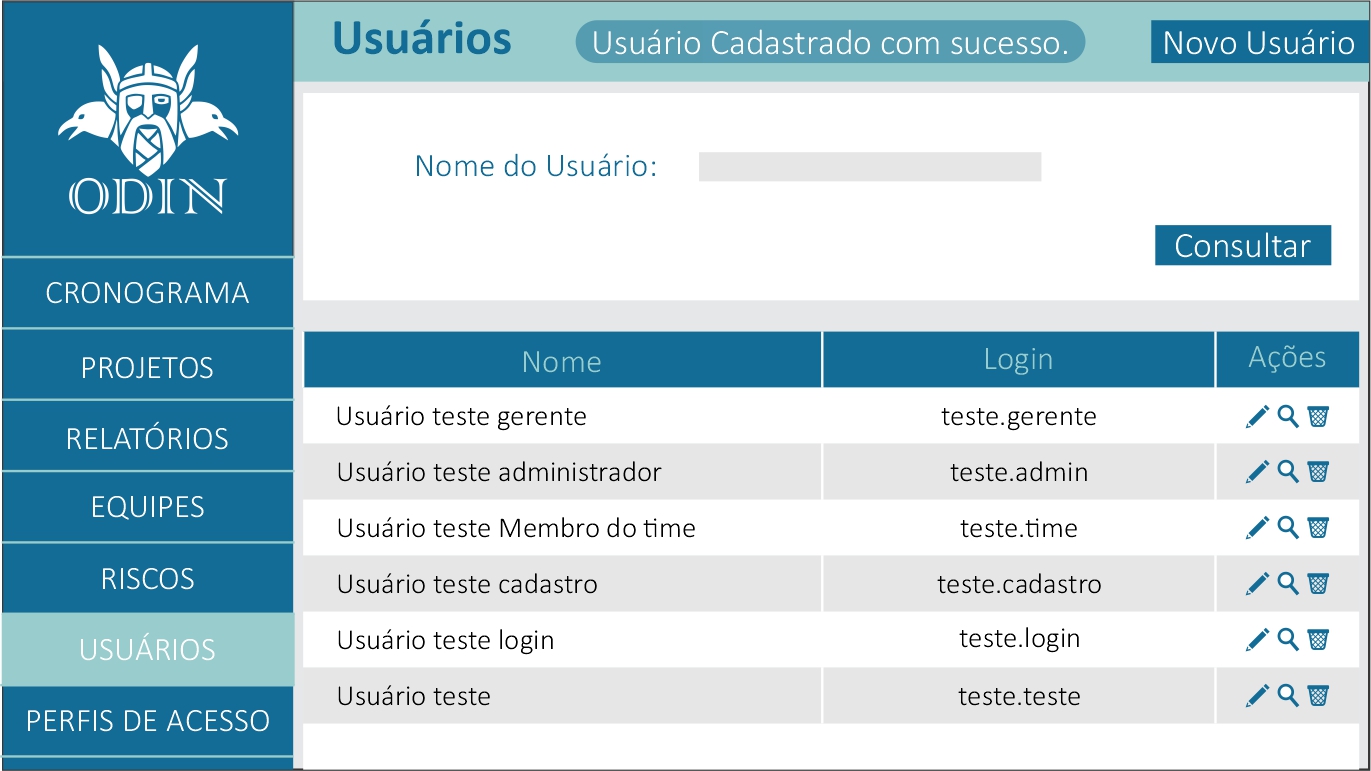 ODIN
CRONOGRAMA
PROJETOS
RELATÓRIOS
EQUIPES
RISCOS
USUÁRIOS
PERFIS DE ACESSO
Usuários
Usuário Cadastrado com sucesso.
Novo Usuário
Nome do Usuário:
Consultar
Nome Login Ações
Usuário teste gerente teste.gerente
Usuário teste administrador teste.admin
Usuário teste Membro do time teste.time
Usuário teste cadastro teste.cadastro
Usuário teste login teste.login
Usuário teste teste.teste